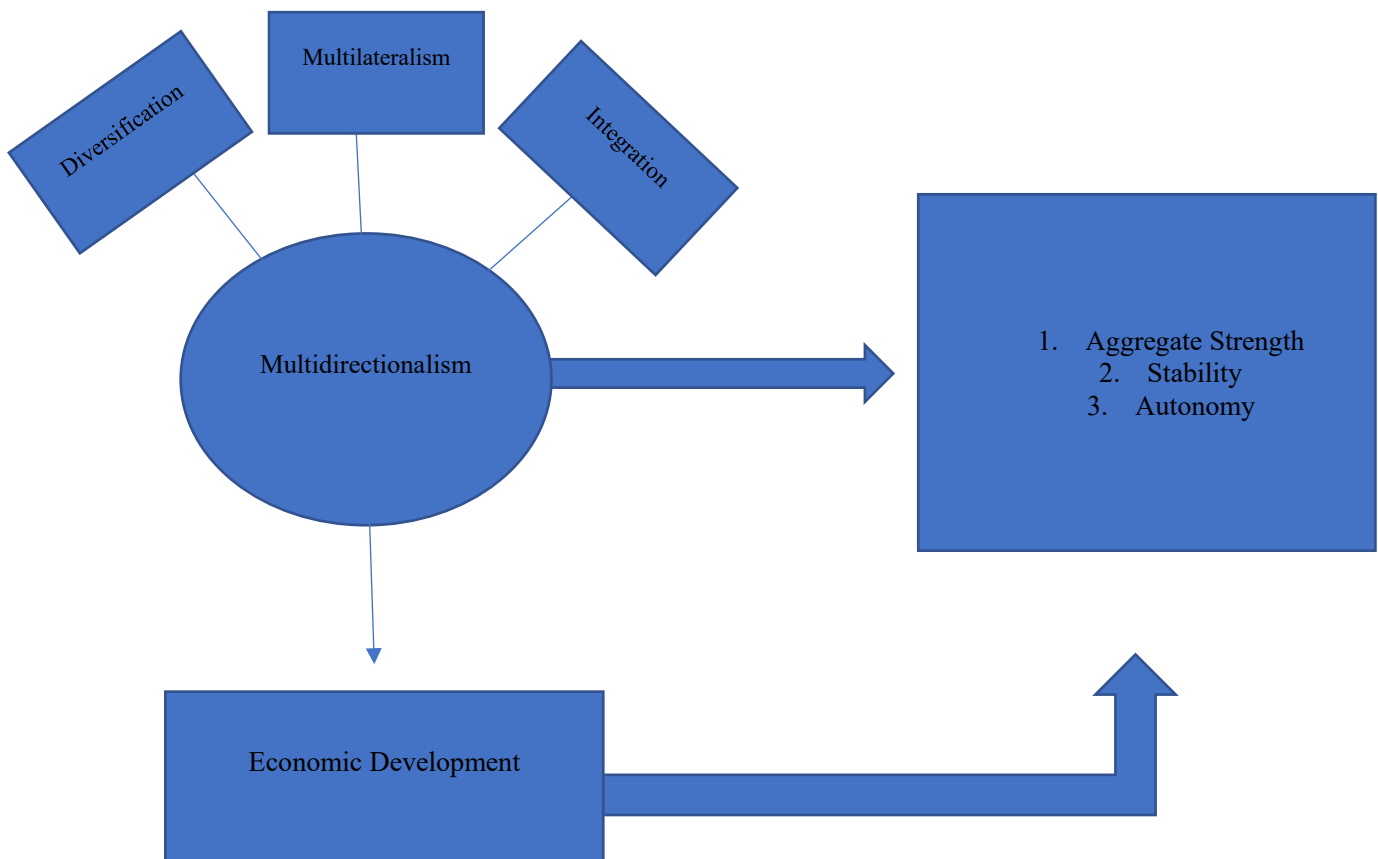 Diversification
Multilateralism
Integration
Multidirectionalism
1. Aggregate Strength
2. Stability
3. Autonomy
Economic Development